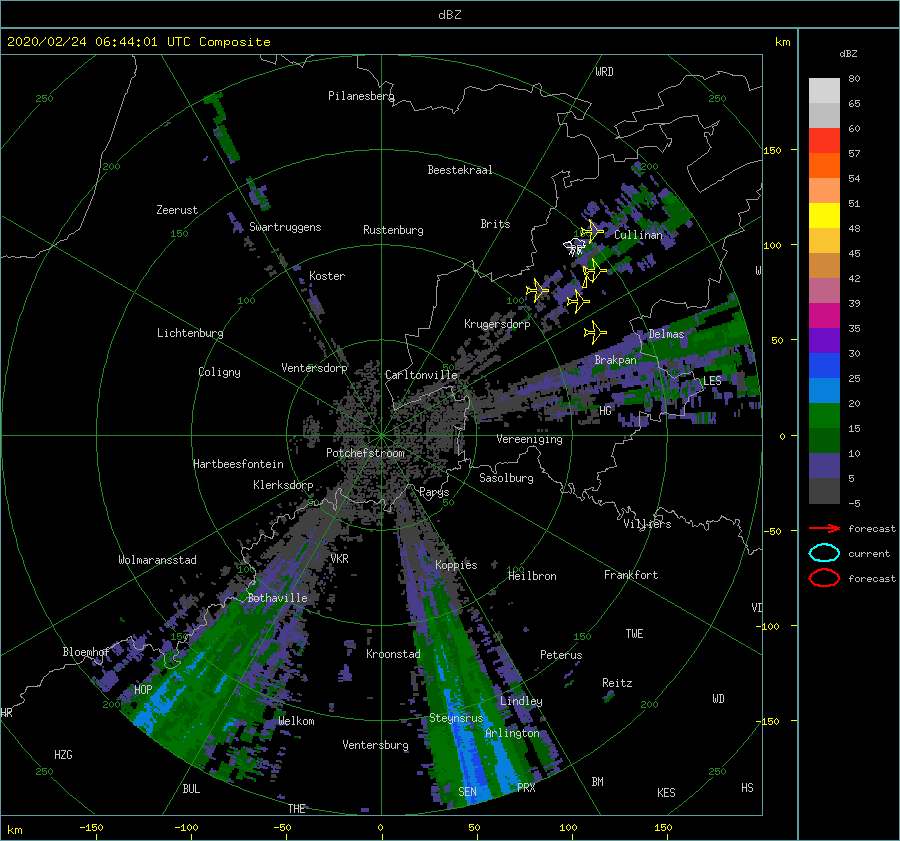 dBZ
2020/02/24 06:44:01 UTC Composite
km
dBZ
250
WRD
250
Pilanesberg
80
65
60
57
54
51
48
45
42
39
35
30
25
20
15
10
5
-5
forecast
current
forecast
150
200
Beestekraal
200
Zeerust
150
Swartruggens
Rustenburg
Brits
Cullinan
100
W
Koster
100
100
Krugersdorp
Lichtenburg
Delmas
50
Coligny
Ventersdorp
Carltonville
50
Brakpan
LES
HG
0
Vereeniging
Potchefstroom
Hartbeesfontein
Klerksdorp
Sasolburg
Parys
50
50
Villiers
-50
Wolmaransstad
VKR
Koppies
100
100
Heilbron
Frankfort
Bothaville
VD
-100
150
150
TWE
Bloemhof
Kroonstad
Peterus
HOP
Reitz
WD
200
Lindley
200
HR
Welkom
Steynsrus
Arlington
-150
HZG
Ventersburg
250
250
BUL
THE
SEN
PRX
BM
KES
HS
km
-150
-100
-50
0
50
100
150